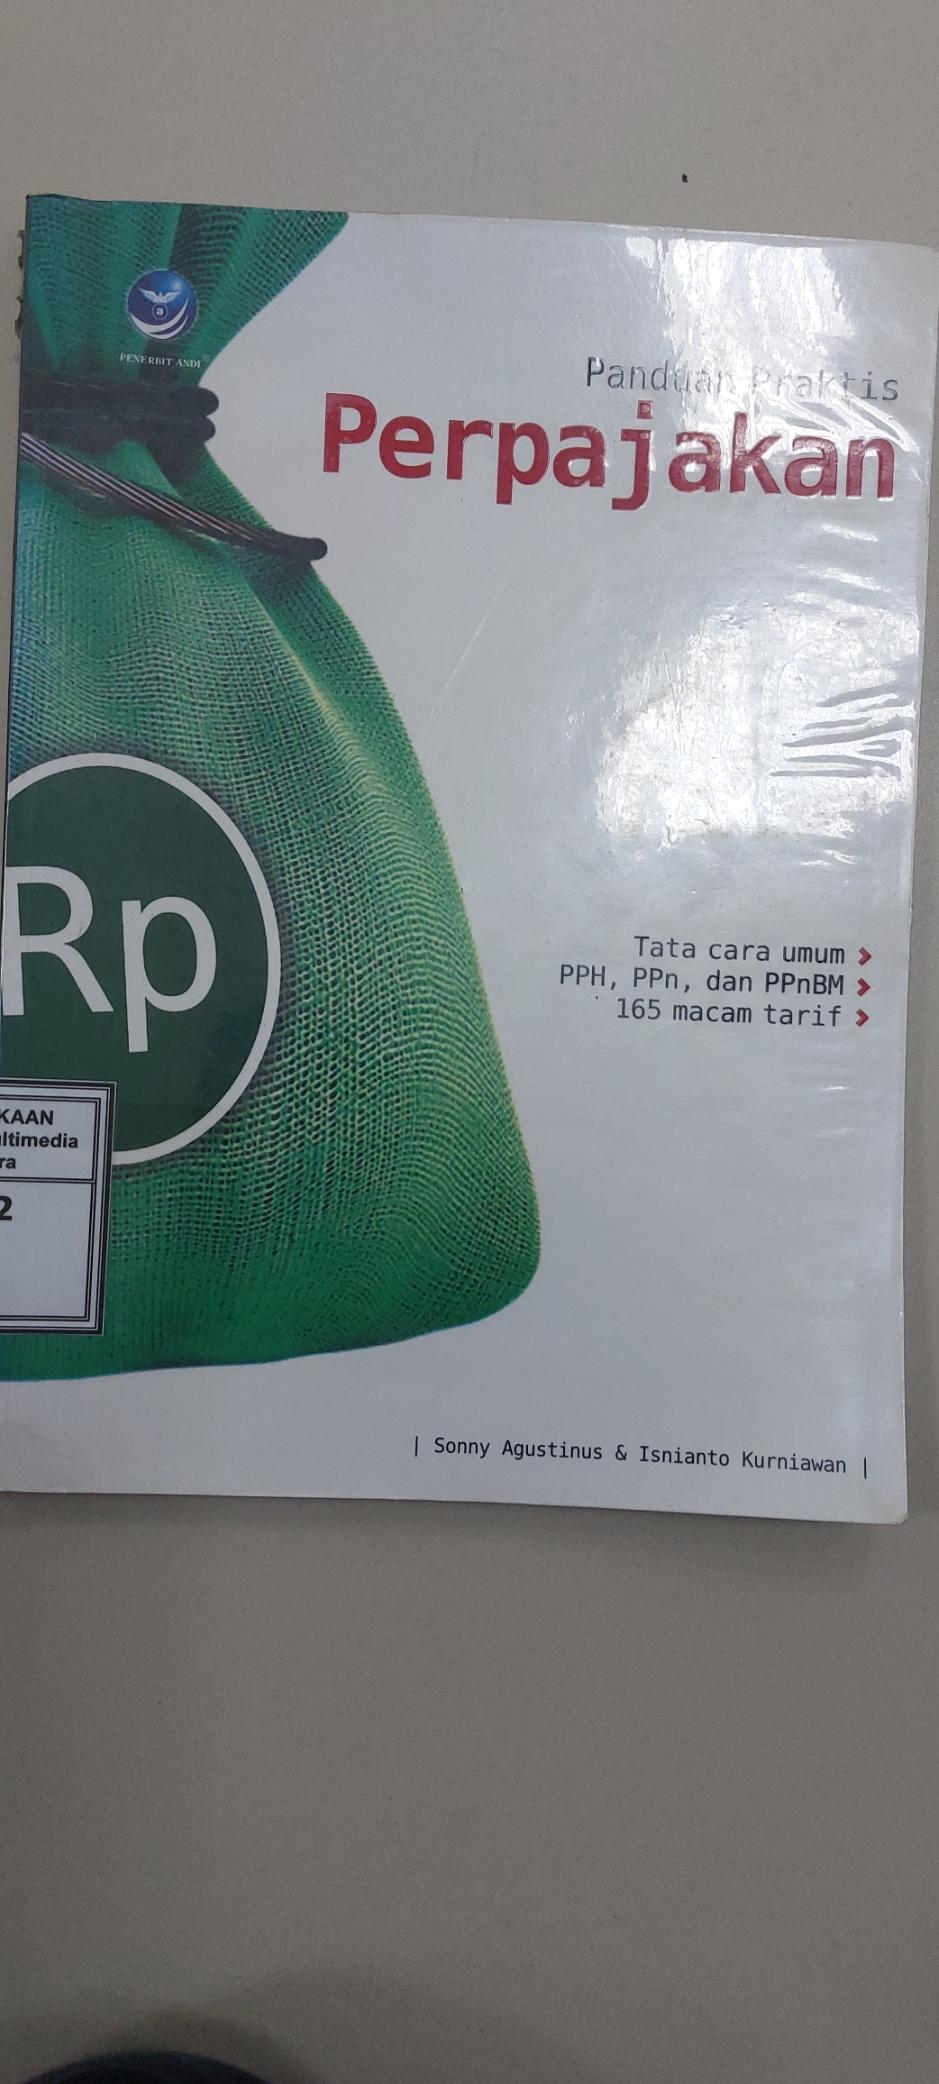 a
PENERBIT ANDI
Panduan Praktis
Perpajakan
Rp
Tata cara umum
PPH, PPn, dan PPnBM
165 macam tarif
KAAN
ltimedia
ra
2
| Sonny Agustinus & Isnianto Kurniawan |